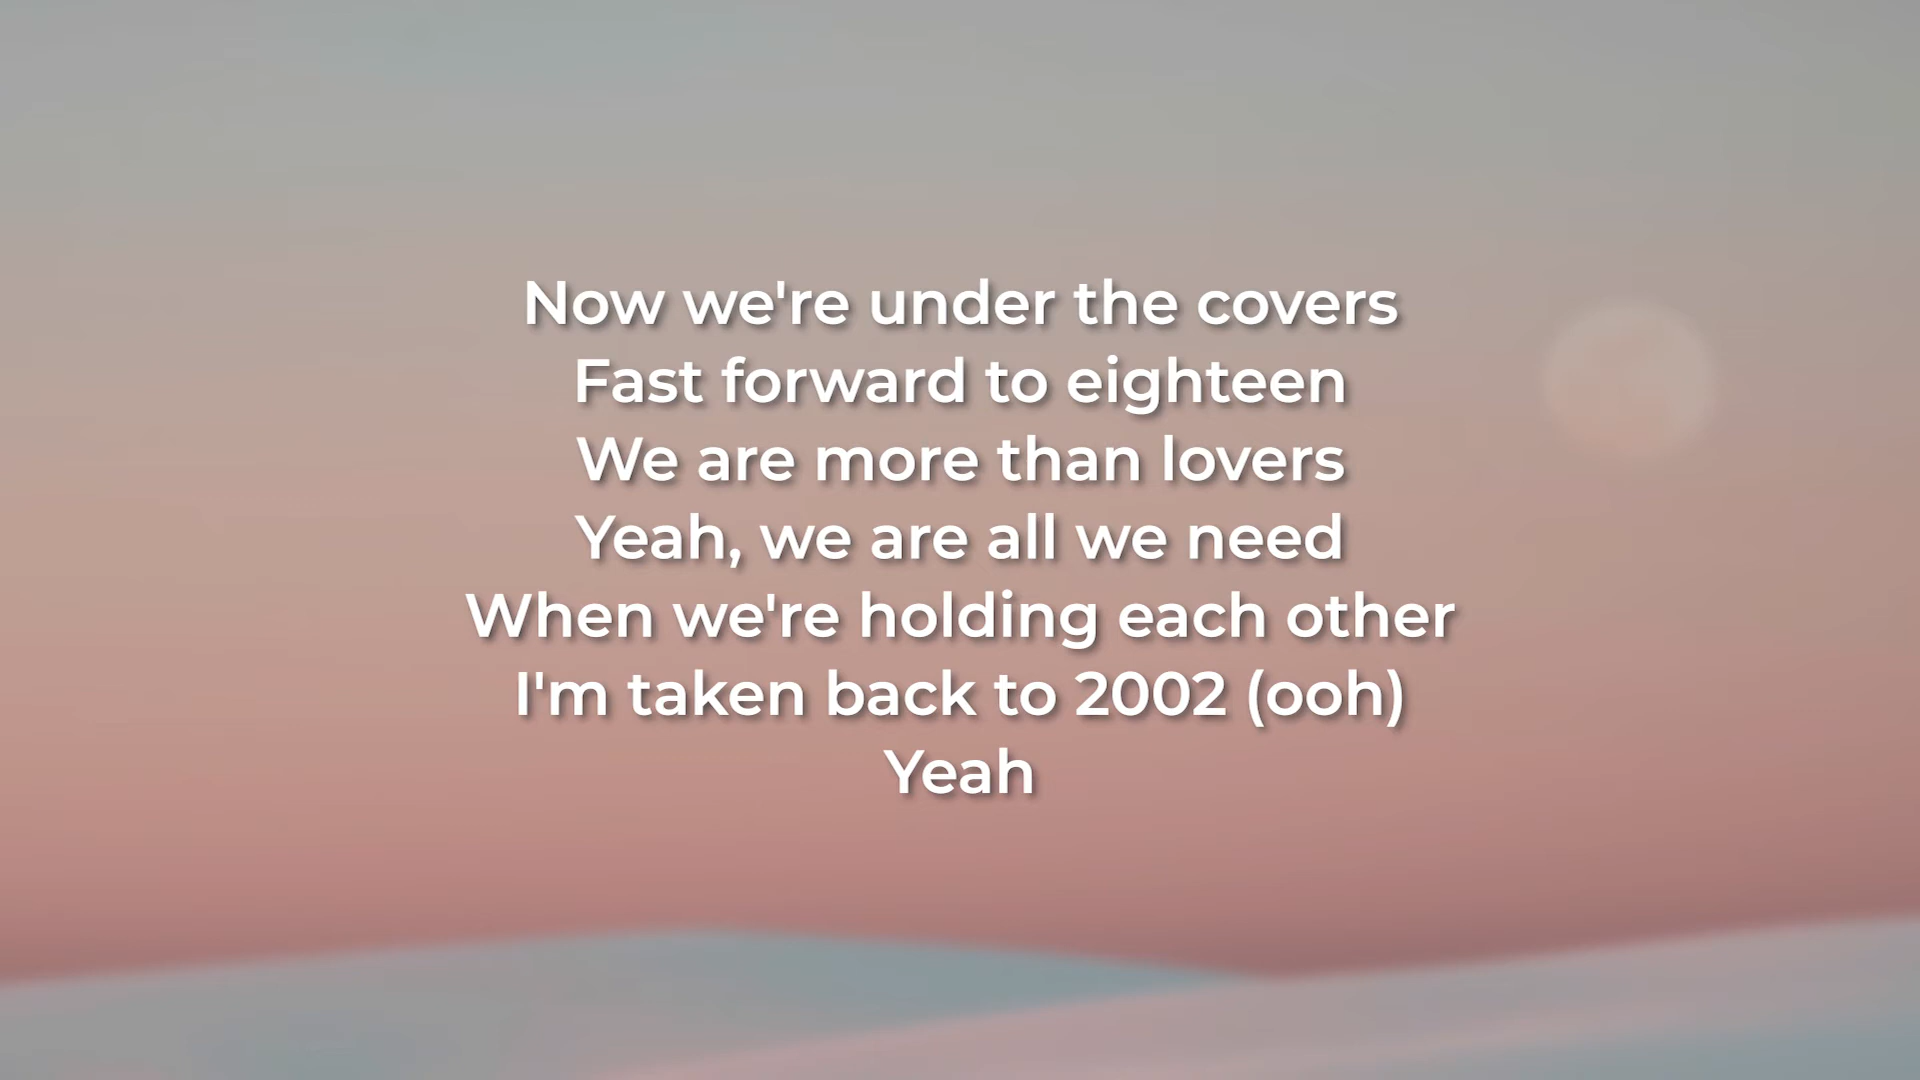 Now we're under the covers
Fast forward to eighteen
We are more than lovers
Yeah, we are all we need
When we're holding each other
I'm taken back to 2002 (ooh)
Yeah